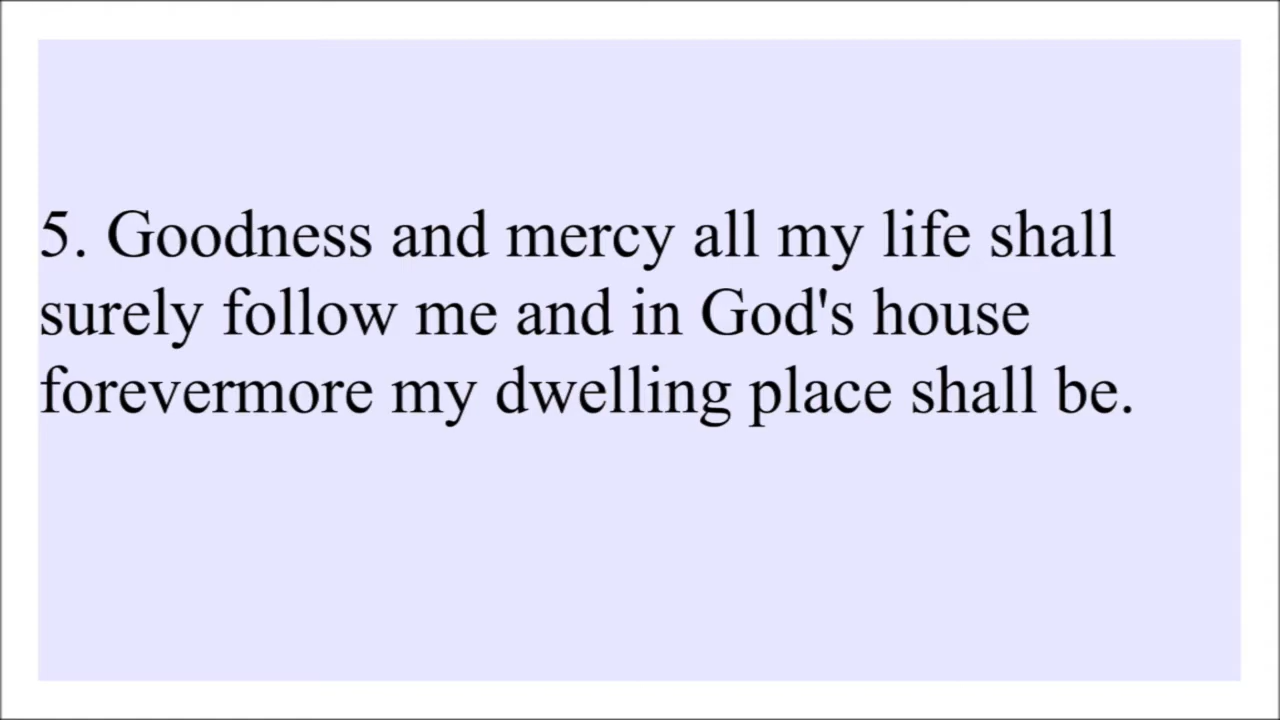 5. Goodness and mercy all my life shall
surely follow me and in God's house
forevermore my dwelling place shall be.